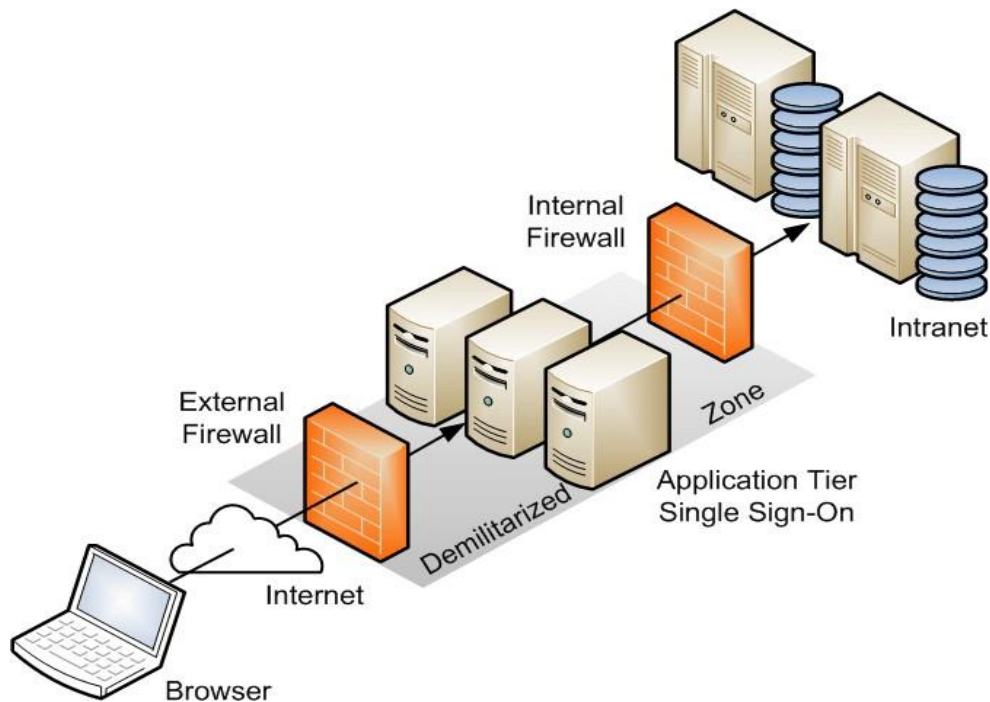 Internal
Firewall
Intranet
External
Firewall
Demilitarized Zone
Application Tier
Single Sign-On
Internet
Browser